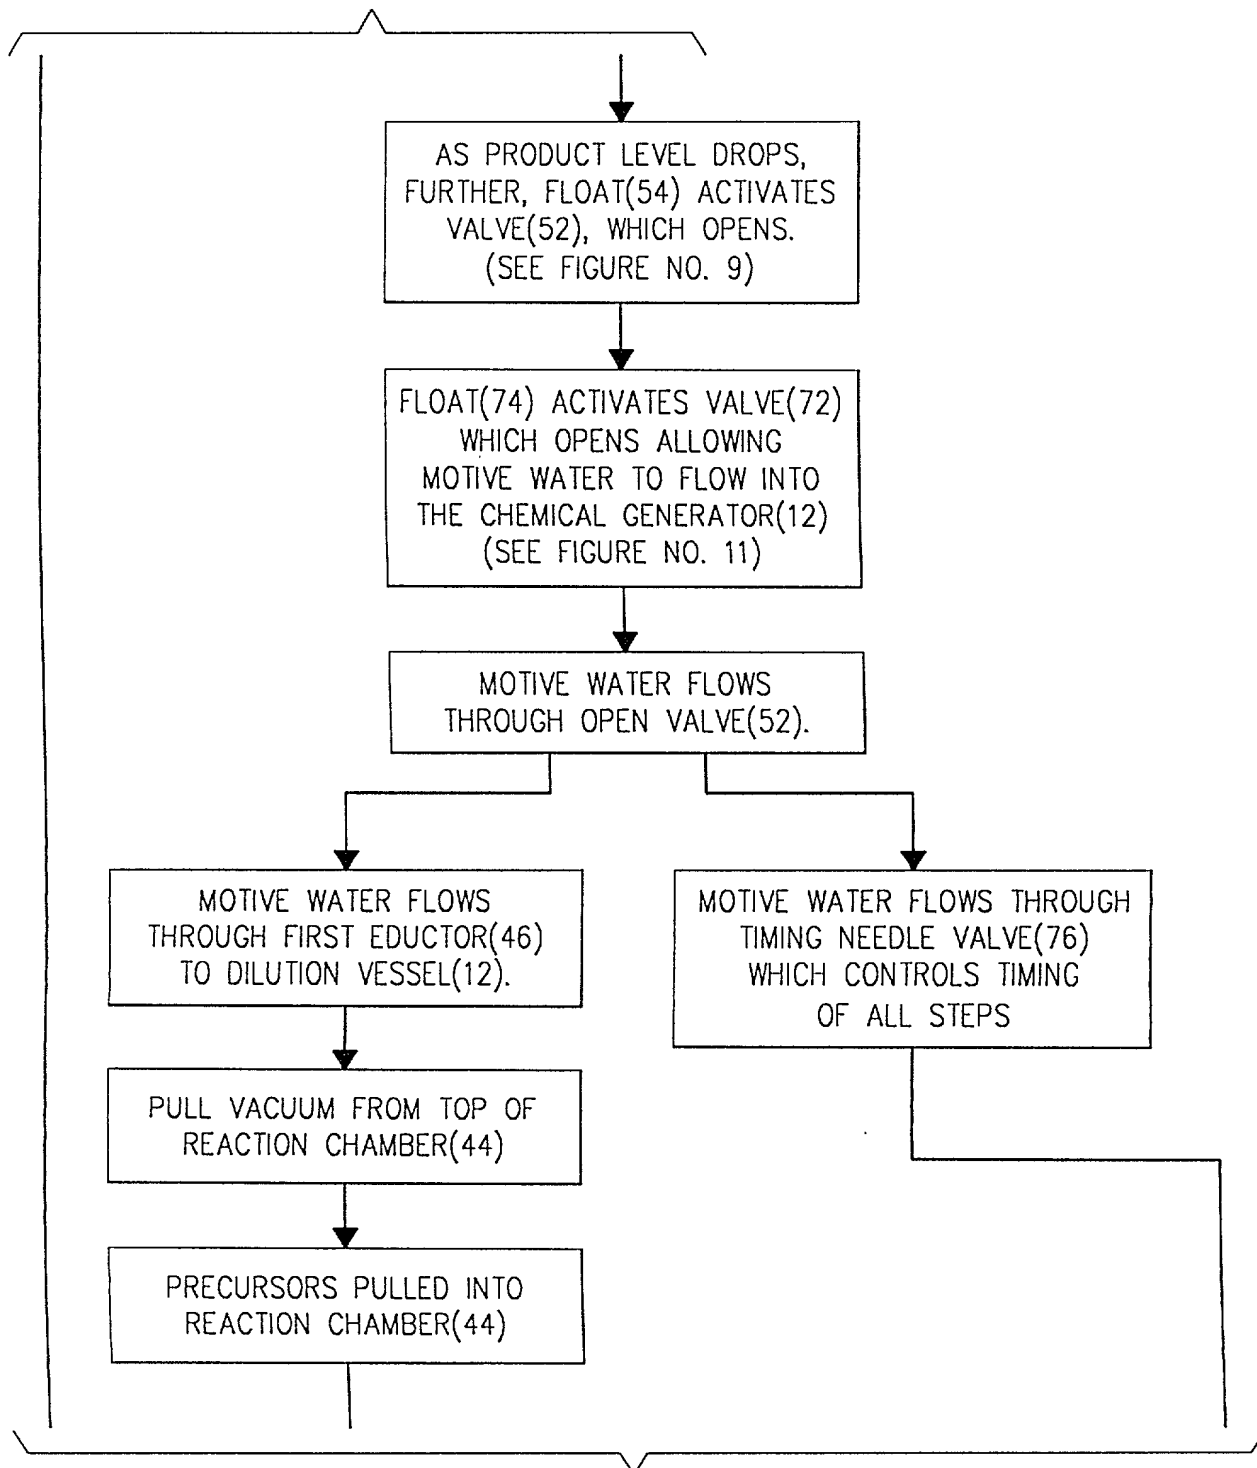 AS PRODUCT LEVEL DROPS,
FURTHER, FLOAT(54) ACTIVATES
VALVE(52), WHICH OPENS.
(SEE FIGURE NO. 9)
FLOAT(74) ACTIVATES VALVE(72)
WHICH OPENS ALLOWING
MOTIVE WATER TO FLOW INTO
THE CHEMICAL GENERATOR(12)
(SEE FIGURE NO. 11)
MOTIVE WATER FLOWS
THROUGH OPEN VALVE(52).
MOTIVE WATER FLOWS
THROUGH FIRST EDUCTOR(46)
TO DILUTION VESSEL(12).
MOTIVE WATER FLOWS THROUGH
TIMING NEEDLE VALVE(76)
WHICH CONTROLS TIMING
OF ALL STEPS
PULL VACUUM FROM TOP OF
REACTION CHAMBER(44)
PRECURSORS PULLED INTO
REACTION CHAMBER(44)